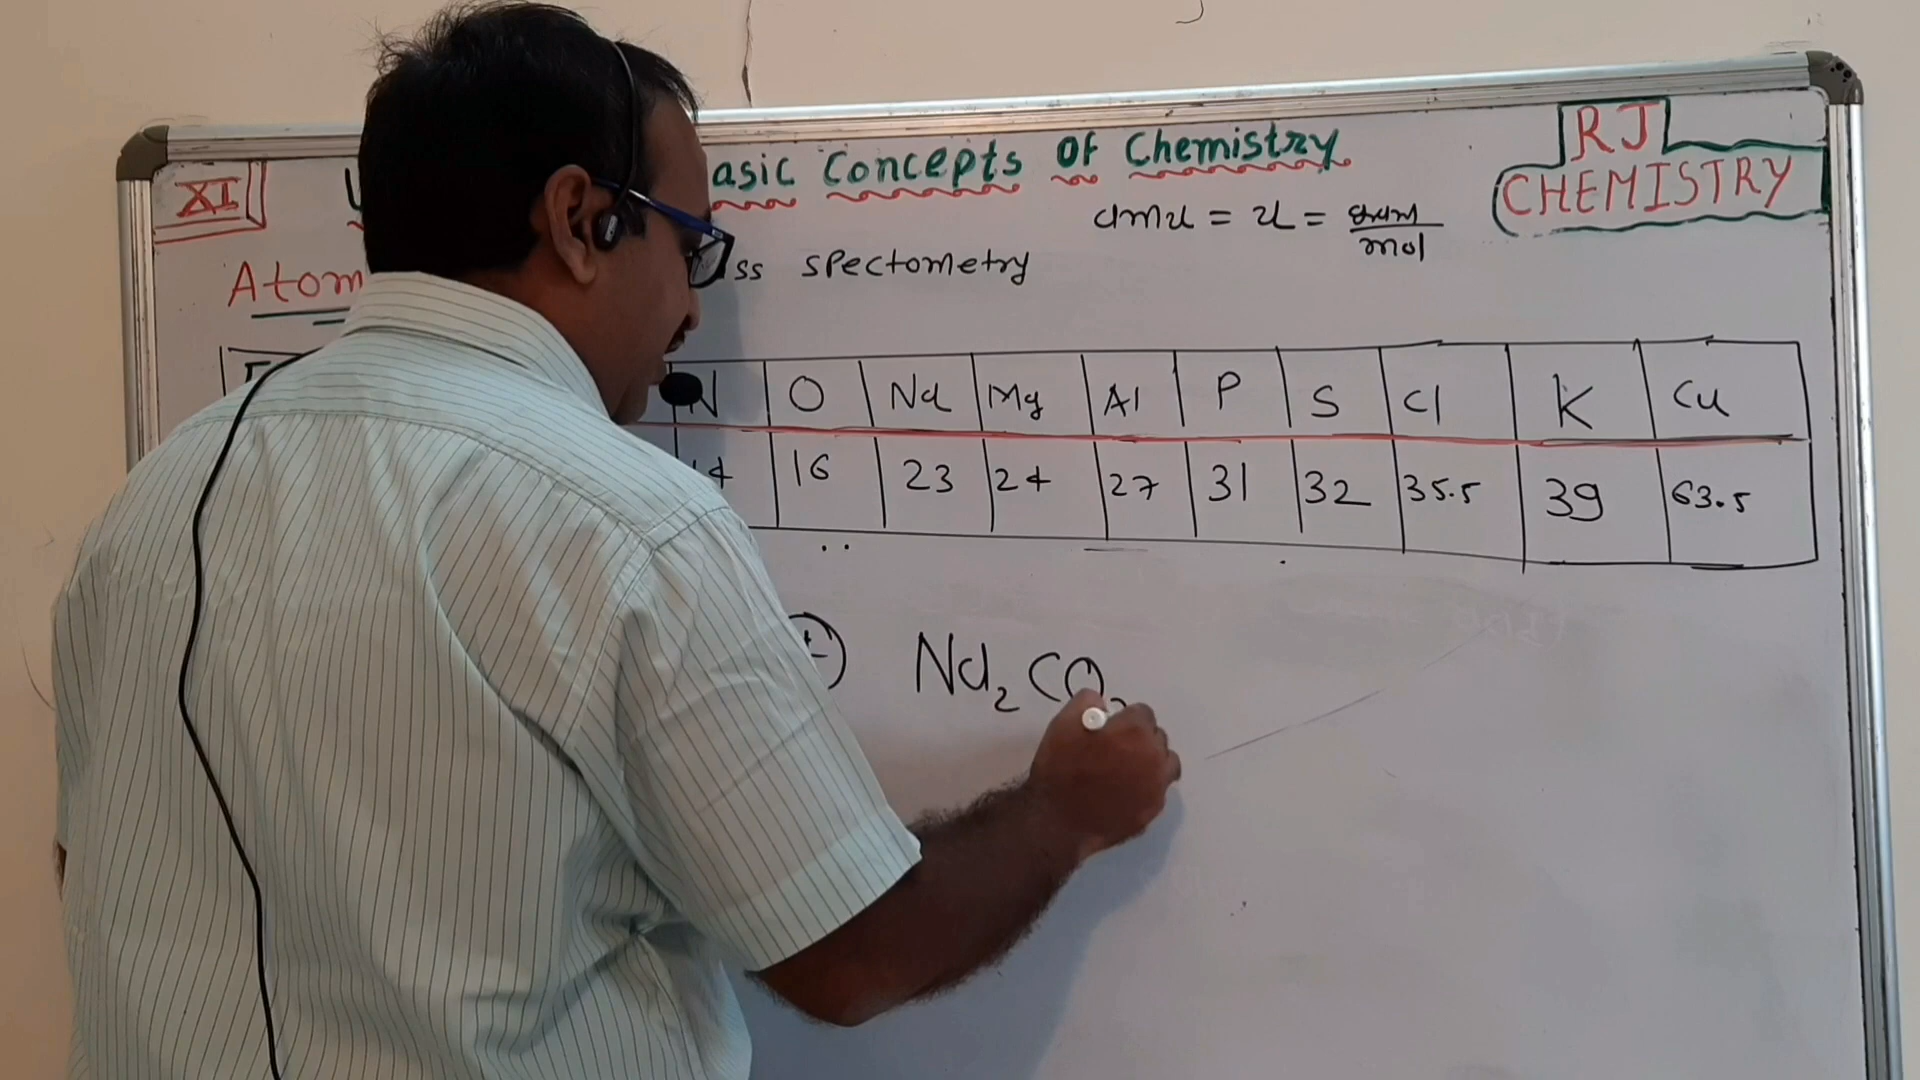 XI
asic Concepts Of Chemistry
RJ
CHEMISTRY
amu = u = gram/mol
Atom
ss spectometry
N O Na Mg Al P S Cl K Cu
14 16 23 24 27 31 32 35.5 39 63.5
Na₂CO